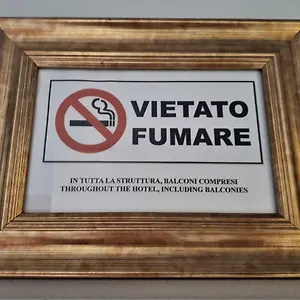 VIETATO
FUMARE
IN TUTTA LA STRUTTURA, BALCONI COMPRESI
THROUGHOUT THE HOTEL, INCLUDING BALCONIES